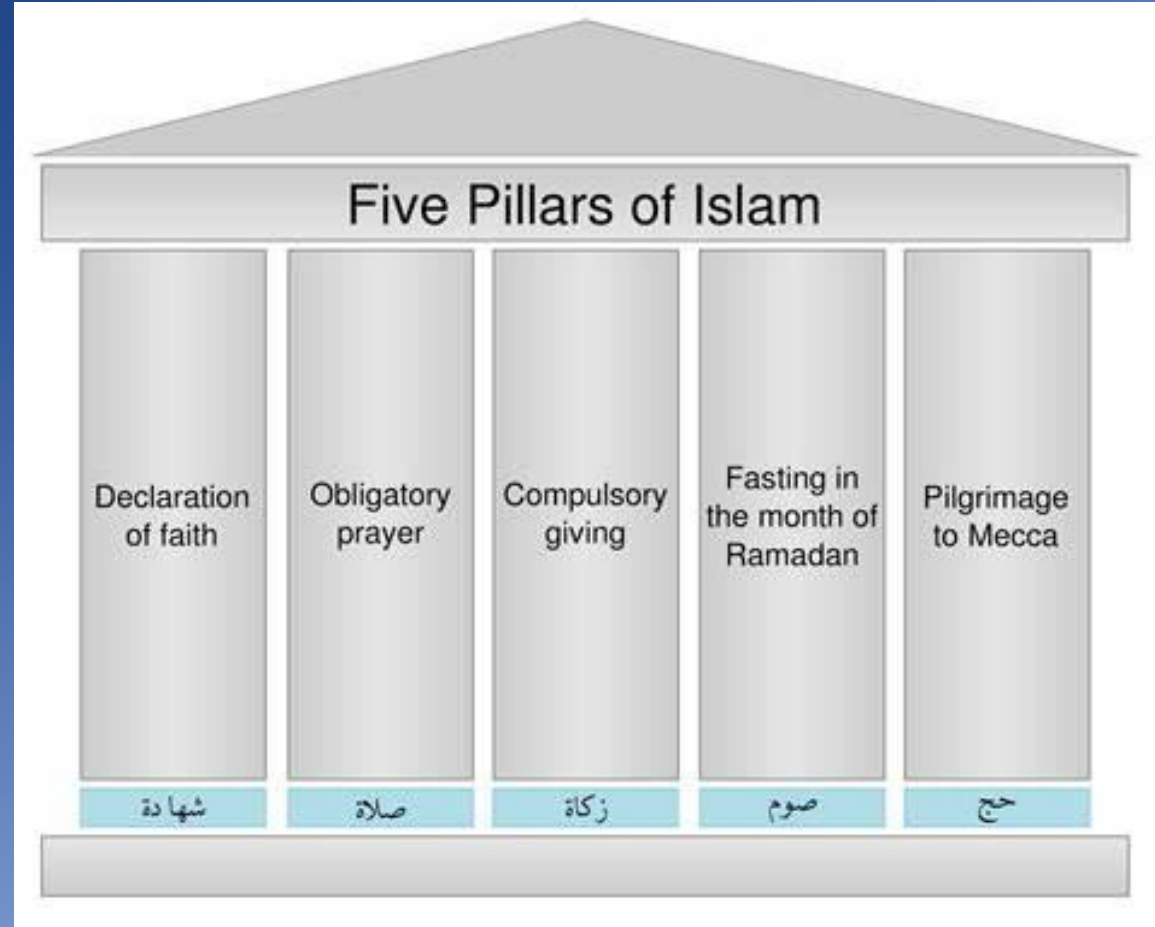 Five Pillars of Islam
Declaration
of faith
Obligatory
prayer
Compulsory
giving
Fasting in
the month of
Ramadan
Pilgrimage
to Mecca
شهادة
صلاة
زكاة
صوم
حج